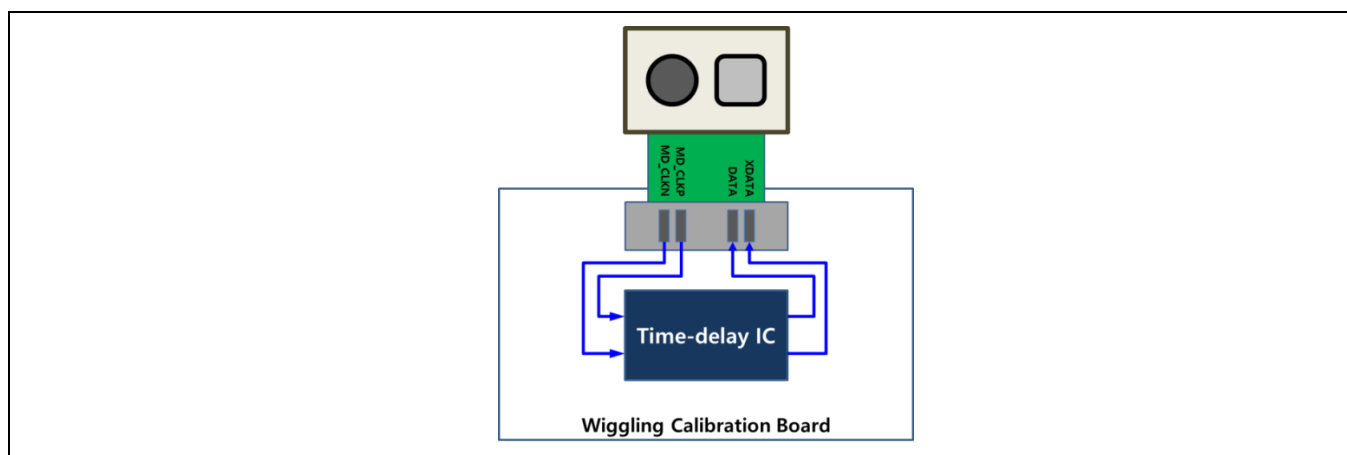 MD_CLKN
MD_CLKP
DATA
XDATA
Time-delay IC
Wiggling Calibration Board